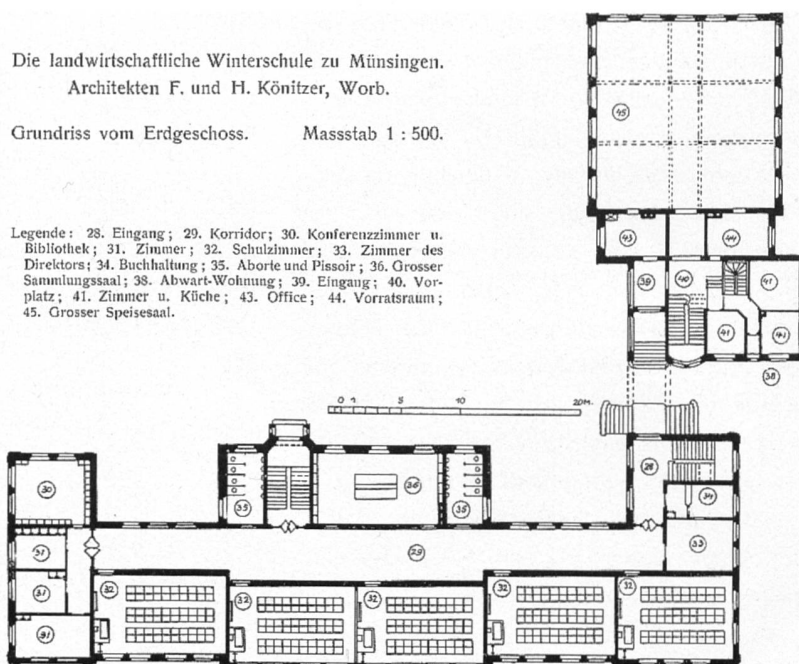 Die landwirtschaftliche Winterschule zu Münsingen.
Architekten F. und H. Könitzer, Worb.
Grundriss vom Erdgeschoss. Massstab 1 : 500.
Legende: 28. Eingang; 29. Korridor; 30. Konferenzzimmer u.
Bibliothek; 31. Zimmer; 32. Schulzimmer; 33. Zimmer des
Direktors; 34. Buchhaltung; 35. Aborte und Pissoir; 36. Grosser
Sammlungssaal; 38. Abwart-Wohnung; 39. Eingang; 40. Vor-
platz; 41. Zimmer u. Küche; 43. Office; 44. Vorratsraum;
45. Grosser Speisesaal.
45
43 44
39 40 41
41 41
38
0 1 5 10 20M.
30 35 36 35 28 34
31 29 33
31 32 32 32 32 32
31